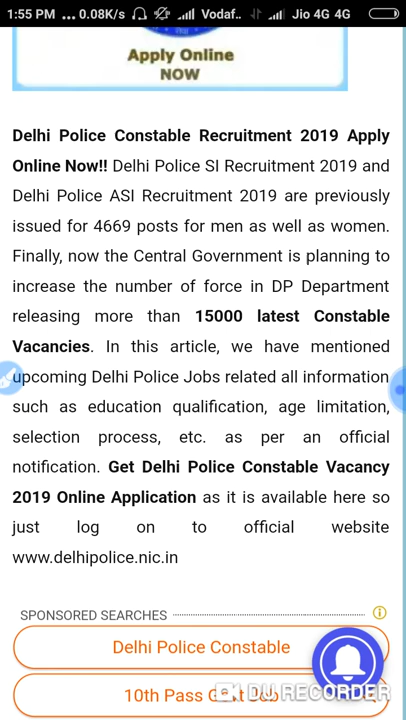 1:55 PM ... 0.08K/s Vodaf.. Jio 4G 4G
Apply Online
NOW
Delhi Police Constable Recruitment 2019 Apply
Online Now!! Delhi Police SI Recruitment 2019 and
Delhi Police ASI Recruitment 2019 are previously
issued for 4669 posts for men as well as women.
Finally, now the Central Government is planning to
increase the number of force in DP Department
releasing more than 15000 latest Constable
Vacancies. In this article, we have mentioned
upcoming Delhi Police Jobs related all information
such as education qualification, age limitation,
selection process, etc. as per an official
notification. Get Delhi Police Constable Vacancy
2019 Online Application as it is available here so
just log on to official website
www.delhipolice.nic.in
SPONSORED SEARCHES
Delhi Police Constable
10th Pass Govt Job
DU RECORDER